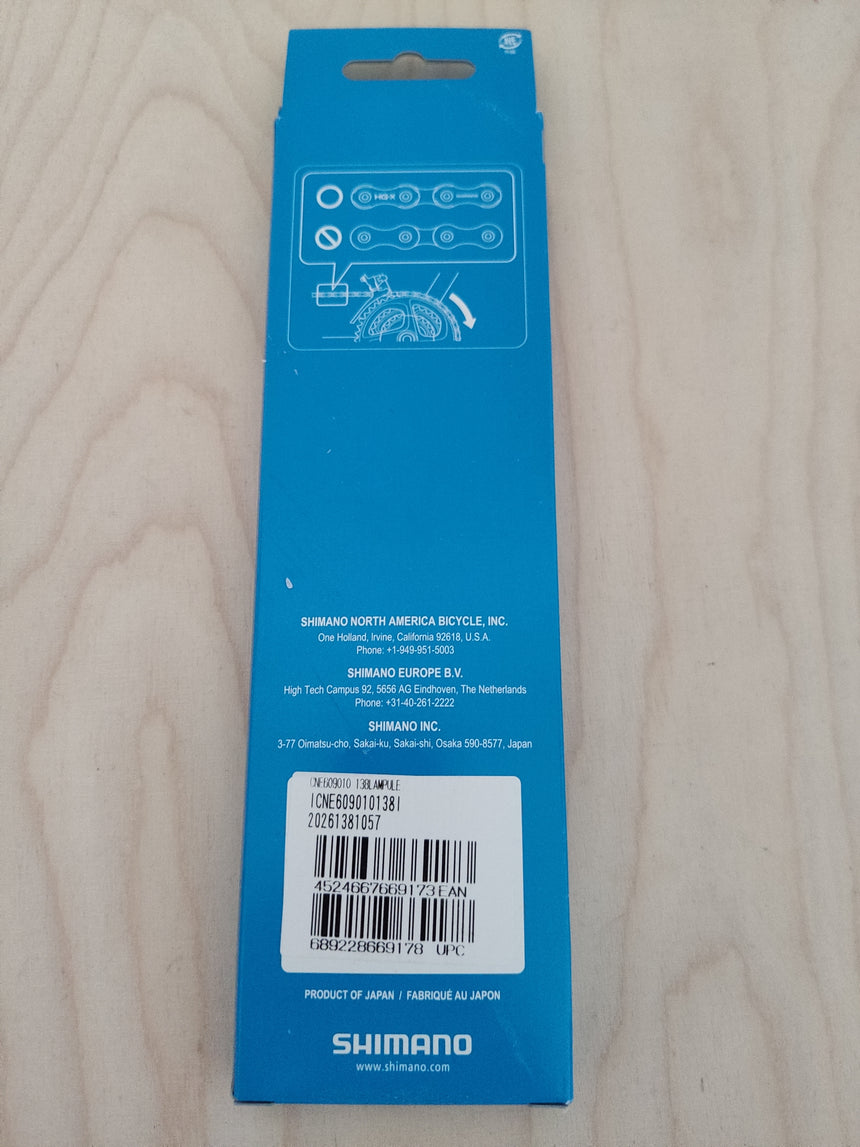 HG-X
SHIMANO NORTH AMERICA BICYCLE, INC.
One Holland, Irvine, California 92618, U.S.A.
Phone: +1-949-951-5003
SHIMANO EUROPE B.V.
High Tech Campus 92, 5656 AG Eindhoven, The Netherlands
Phone: +31-40-261-2222
SHIMANO INC.
3-77 Oimatsu-cho, Sakai-ku, Sakai-shi, Osaka 590-8577, Japan
CNE609010 138LAMPULE
ICNE609010138I
20261381057
4524667669173 EAN
689228669178 UPC
PRODUCT OF JAPAN / FABRIQUÉ AU JAPON
SHIMANO
www.shimano.com